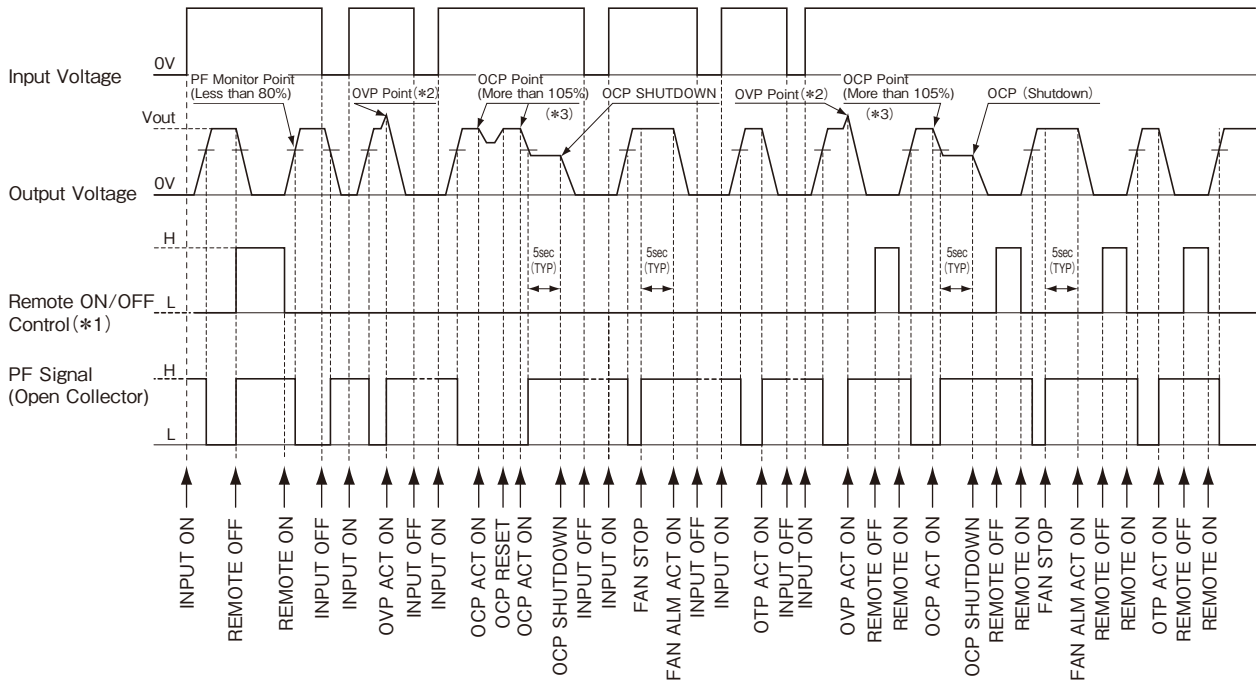 Input Voltage
0V
PF Monitor Point
(Less than 80%)
OVP Point(*2)
OCP Point
(More than 105%)
(*3)
OCP SHUTDOWN
OVP Point(*2)
OCP Point
(More than 105%)
(*3)
OCP (Shutdown)
Vout
Output Voltage
0V
H
5sec
(TYP)
5sec
(TYP)
5sec
(TYP)
5sec
(TYP)
Remote ON/OFF
Control(*1)
L
PF Signal
(Open Collector)
H
L
INPUT ON
REMOTE OFF
REMOTE ON
INPUT OFF
INPUT ON
OVP ACT ON
INPUT OFF
INPUT ON
OCP ACT ON
OCP RESET
OCP ACT ON
OCP SHUTDOWN
INPUT OFF
INPUT ON
FAN STOP
FAN ALM ACT ON
INPUT OFF
INPUT ON
OTP ACT ON
INPUT OFF
INPUT ON
OVP ACT ON
REMOTE OFF
REMOTE ON
OCP ACT ON
OCP SHUTDOWN
REMOTE OFF
REMOTE ON
FAN STOP
FAN ALM ACT ON
REMOTE OFF
REMOTE ON
OTP ACT ON
REMOTE OFF
REMOTE ON